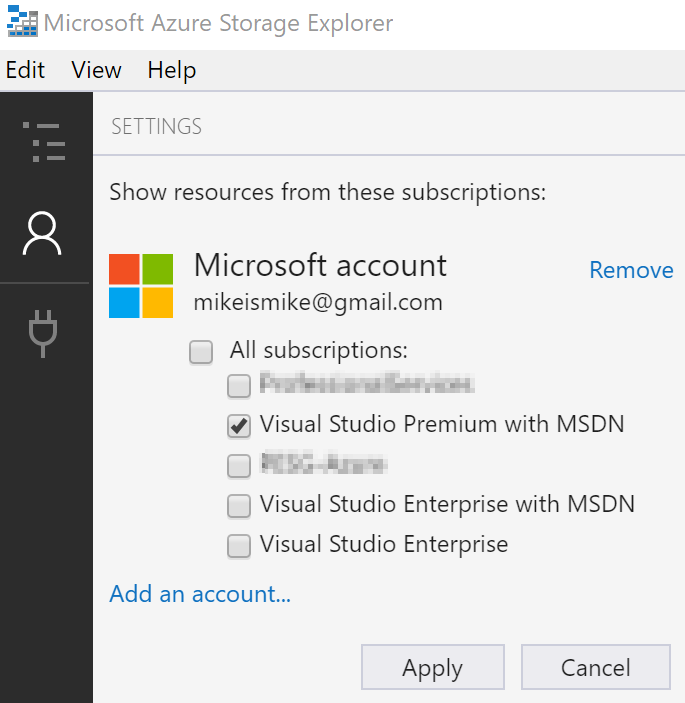 Microsoft Azure Storage Explorer
Edit View Help
SETTINGS
Show resources from these subscriptions:
Microsoft account
Remove
mikeismike@gmail.com
All subscriptions:
Visual Studio Premium with MSDN
Visual Studio Enterprise with MSDN
Visual Studio Enterprise
Add an account...
Apply Cancel